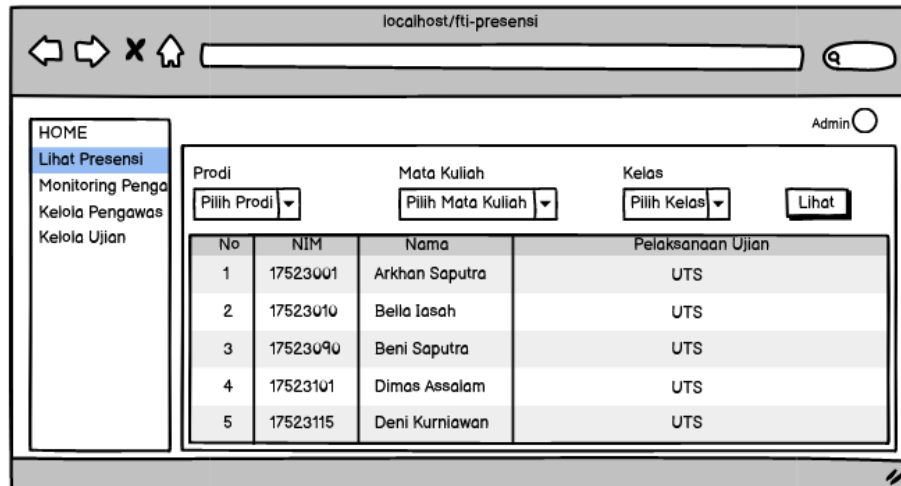 localhost/fti-presensi
Admin
HOME
Lihat Presensi
Monitoring Penga
Kelola Pengawas
Kelola Ujian
Prodi Mata Kuliah Kelas
Pilih Prodi Pilih Mata Kuliah Pilih Kelas Lihat
No NIM Nama Pelaksanaan Ujian
1 17523001 Arkhan Saputra UTS
2 17523010 Bella Iasah UTS
3 17523090 Beni Saputra UTS
4 17523101 Dimas Assalam UTS
5 17523115 Deni Kurniawan UTS